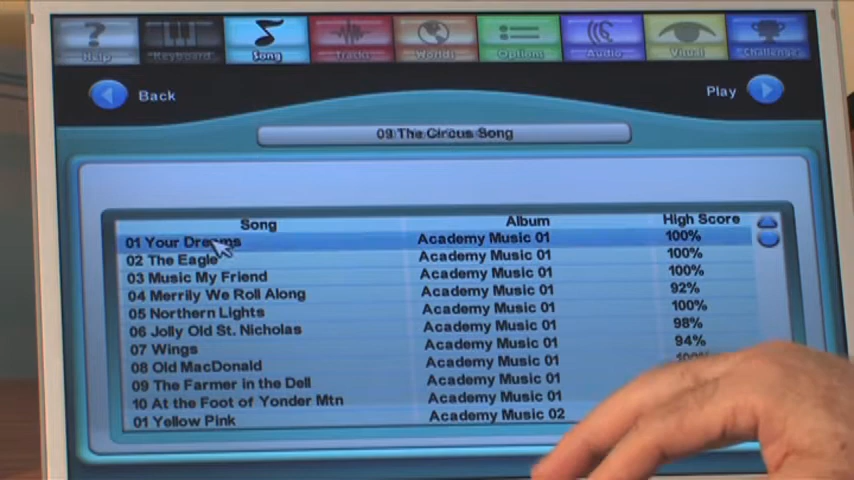 Help Keyboard Song Tracks Worlds Options Audio Visual Challenge
Back Play
09 The Circus Song
Song Album High Score
01 Your Dreams Academy Music 01 100%
02 The Eagle Academy Music 01 100%
03 Music My Friend Academy Music 01 100%
04 Merrily We Roll Along Academy Music 01 92%
05 Northern Lights Academy Music 01 100%
06 Jolly Old St. Nicholas Academy Music 01 98%
07 Wings Academy Music 01 94%
08 Old MacDonald Academy Music 01 100%
09 The Farmer in the Dell Academy Music 01
10 At the Foot of Yonder Mtn Academy Music 01
01 Yellow Pink Academy Music 02